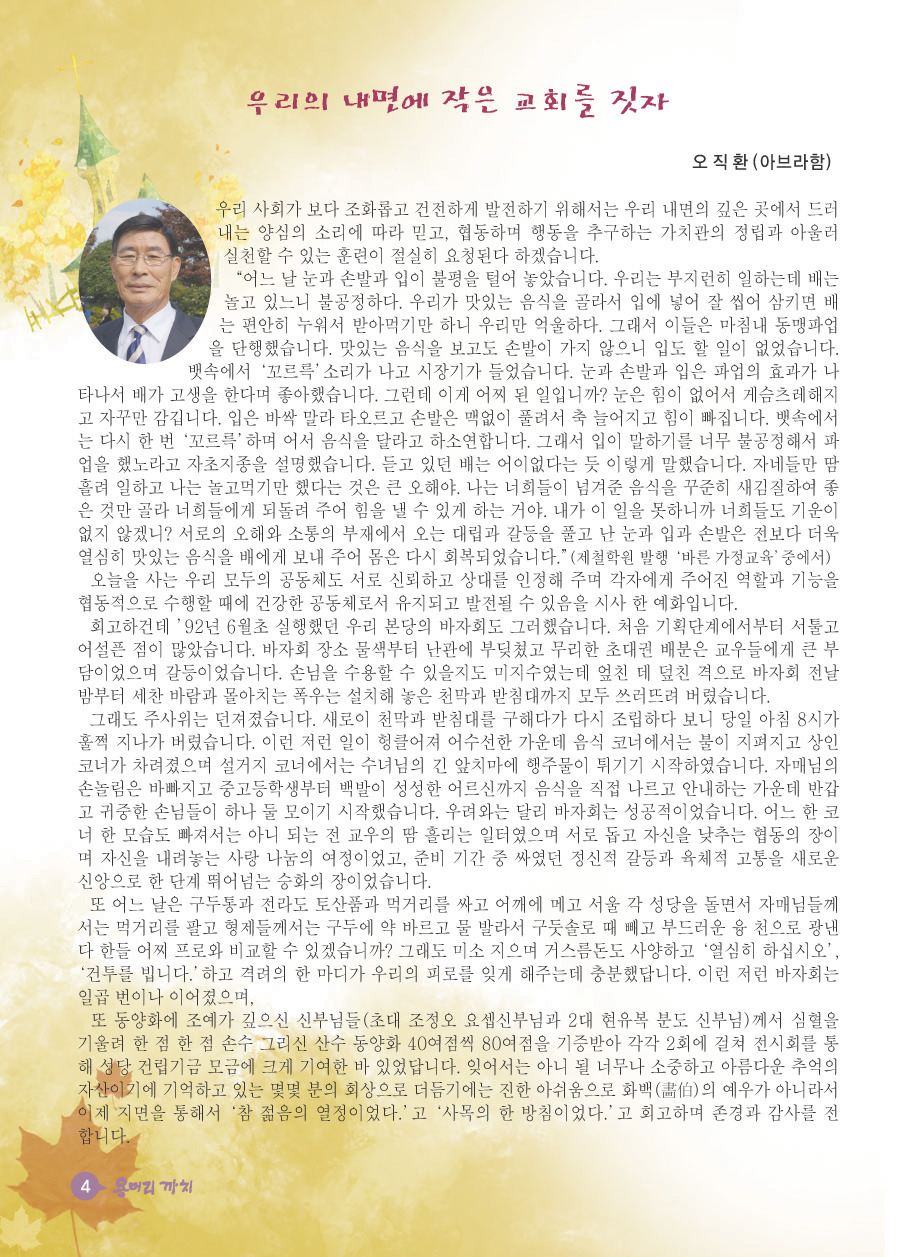 우리의 내면에 작은 교회를 짓자
오 직 환 (아브라함)
우리 사회가 보다 조화롭고 건전하게 발전하기 위해서는 우리 내면의 깊은 곳에서 드러
내는 양심의 소리에 따라 믿고, 협동하며 행동을 추구하는 가치관의 정립과 아울러
실천할 수 있는 훈련이 절실히 요청된다 하겠습니다.
“어느 날 눈과 손발과 입이 불평을 털어 놓았습니다. 우리는 부지런히 일하는데 배는
놀고 있느니 불공정하다. 우리가 맛있는 음식을 골라서 입에 넣어 잘 씹어 삼키면 배
는 편안히 누워서 받아먹기만 하니 우리만 억울하다. 그래서 이들은 마침내 동맹파업
을 단행했습니다. 맛있는 음식을 보고도 손발이 가지 않으니 입도 할 일이 없었습니다.
뱃속에서 ‘꼬르륵’ 소리가 나고 시장기가 들었습니다. 눈과 손발과 입은 파업의 효과가 나
타나서 배가 고생을 한다며 좋아했습니다. 그런데 이게 어찌 된 일입니까? 눈은 힘이 없어서 게슴츠레해지
고 자꾸만 감깁니다. 입은 바싹 말라 타오르고 손발은 맥없이 풀려서 축 늘어지고 힘이 빠집니다. 뱃속에서
는 다시 한 번 ‘꼬르륵’ 하며 어서 음식을 달라고 하소연합니다. 그래서 입이 말하기를 너무 불공정해서 파
업을 했노라고 자초지종을 설명했습니다. 듣고 있던 배는 어이없다는 듯 이렇게 말했습니다. 자네들만 땀
흘려 일하고 나는 놀고먹기만 했다는 것은 큰 오해야. 나는 너희들이 넘겨준 음식을 꾸준히 새김질하여 좋
은 것만 골라 너희들에게 되돌려 주어 힘을 낼 수 있게 하는 거야. 내가 이 일을 못하니까 너희들도 기운이
없지 않겠니? 서로의 오해와 소통의 부재에서 오는 대립과 갈등을 풀고 난 눈과 입과 손발은 전보다 더욱
열심히 맛있는 음식을 배에게 보내 주어 몸은 다시 회복되었습니다.” (제철학원 발행 ‘바른 가정교육’ 중에서)
오늘을 사는 우리 모두의 공동체도 서로 신뢰하고 상대를 인정해 주며 각자에게 주어진 역할과 기능을
협동적으로 수행할 때에 건강한 공동체로서 유지되고 발전될 수 있음을 시사 한 예화입니다.
회고하건데 ’92년 6월초 실행했던 우리 본당의 바자회도 그러했습니다. 처음 기획단계에서부터 서툴고
어설픈 점이 많았습니다. 바자회 장소 물색부터 난관에 부딪쳤고 무리한 초대권 배분은 교우들에게 큰 부
담이었으며 갈등이었습니다. 손님을 수용할 수 있을지도 미지수였는데 엎친 데 덮친 격으로 바자회 전날
밤부터 세찬 바람과 몰아치는 폭우는 설치해 놓은 천막과 받침대까지 모두 쓰러뜨려 버렸습니다.
그래도 주사위는 던져졌습니다. 새로이 천막과 받침대를 구해다가 다시 조립하다 보니 당일 아침 8시가
훌쩍 지나가 버렸습니다. 이런 저런 일이 헝클어져 어수선한 가운데 음식 코너에서는 불이 지펴지고 상인
코너가 차려졌으며 설거지 코너에서는 수녀님의 긴 앞치마에 행주물이 튀기기 시작하였습니다. 자매님의
손놀림은 바빠지고 중고등학생부터 백발이 성성한 어르신까지 음식을 직접 나르고 안내하는 가운데 반갑
고 귀중한 손님들이 하나 둘 모이기 시작했습니다. 우려와는 달리 바자회는 성공적이었습니다. 어느 한 코
너 한 모습도 빠져서는 아니 되는 전 교우의 땀 흘리는 일터였으며 서로 돕고 자신을 낮추는 협동의 장이
며 자신을 내려놓는 사랑 나눔의 여정이었고, 준비 기간 중 싸였던 정신적 갈등과 육체적 고통을 새로운
신앙으로 한 단계 뛰어넘는 승화의 장이었습니다.
또 어느 날은 구두통과 전라도 토산품과 먹거리를 싸고 어깨에 메고 서울 각 성당을 돌면서 자매님들께
서는 먹거리를 팔고 형제들께서는 구두에 약 바르고 물 발라서 구둣솔로 때 빼고 부드러운 융 천으로 광낸
다 한들 어찌 프로와 비교할 수 있겠습니까? 그래도 미소 지으며 거스름돈도 사양하고 ‘열심히 하십시오’,
‘건투를 빕니다.’ 하고 격려의 한 마디가 우리의 피로를 잊게 해주는데 충분했답니다. 이런 저런 바자회는
일곱 번이나 이어졌으며,
또 동양화에 조예가 깊으신 신부님들(초대 조정오 요셉신부님과 2대 현유복 분도 신부님)께서 심혈을
기울려 한 점 한 점 손수 그리신 산수 동양화 40여점씩 80여점을 기증받아 각각 2회에 걸쳐 전시회를 통
해 성당 건립기금 모금에 크게 기여한 바 있었답니다. 잊어서는 아니 될 너무나 소중하고 아름다운 추억의
자산이기에 기억하고 있는 몇몇 분의 회상으로 더듬기에는 진한 아쉬움으로 화백(畵伯)의 예우가 아니라서
이제 지면을 통해서 ‘참 젊음의 열정이었다.’ 고 ‘사목의 한 방침이었다.’ 고 회고하며 존경과 감사를 전
합니다.
4 용머리 까치